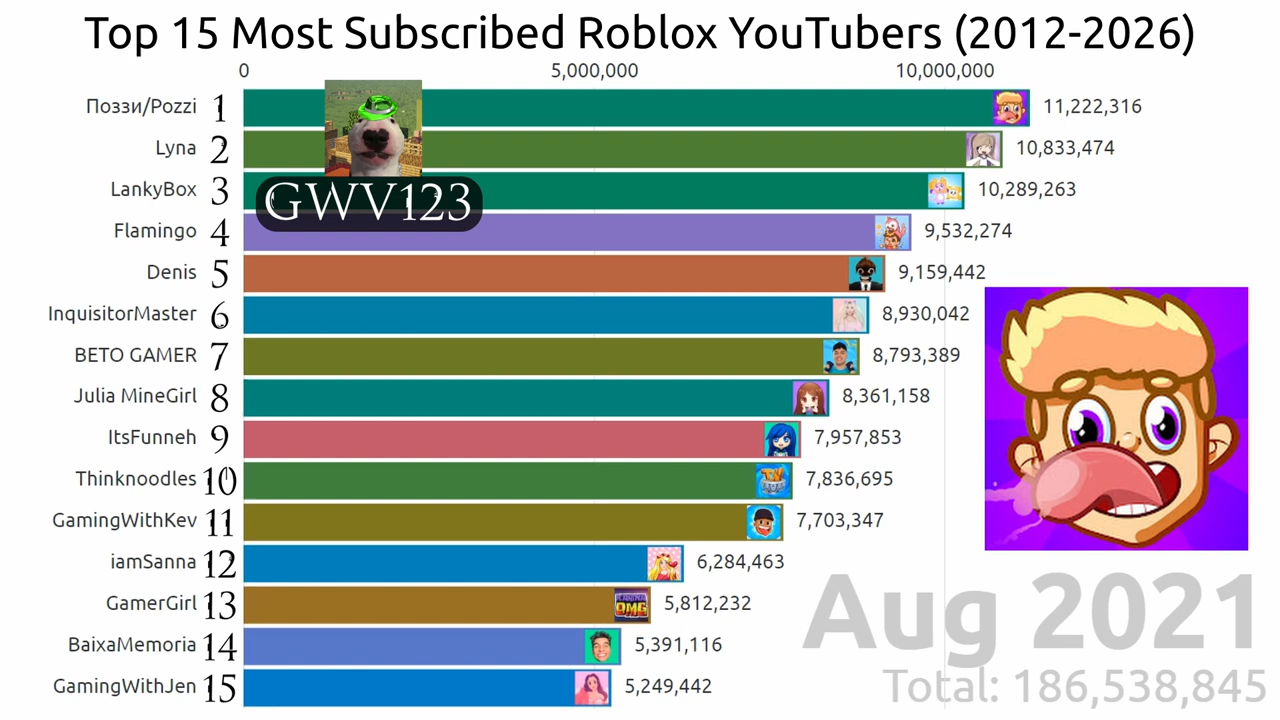 Top 15 Most Subscribed Roblox YouTubers (2012-2026)
0 5,000,000 10,000,000
Поззи/Pozzi 1 11,222,316
Lyna 2 10,833,474
LankyBox 3 10,289,263
GWV123
Flamingo 4 9,532,274
Denis 5 9,159,442
InquisitorMaster 6 8,930,042
BETO GAMER 7 8,793,389
Julia MineGirl 8 8,361,158
ItsFunneh 9 7,957,853
Thinknoodles 10 7,836,695
GamingWithKev 11 7,703,347
iamSanna 12 6,284,463
GamerGirl 13 5,812,232
BaixaMemoria 14 5,391,116
GamingWithJen 15 5,249,442
Aug 2021
Total: 186,538,845